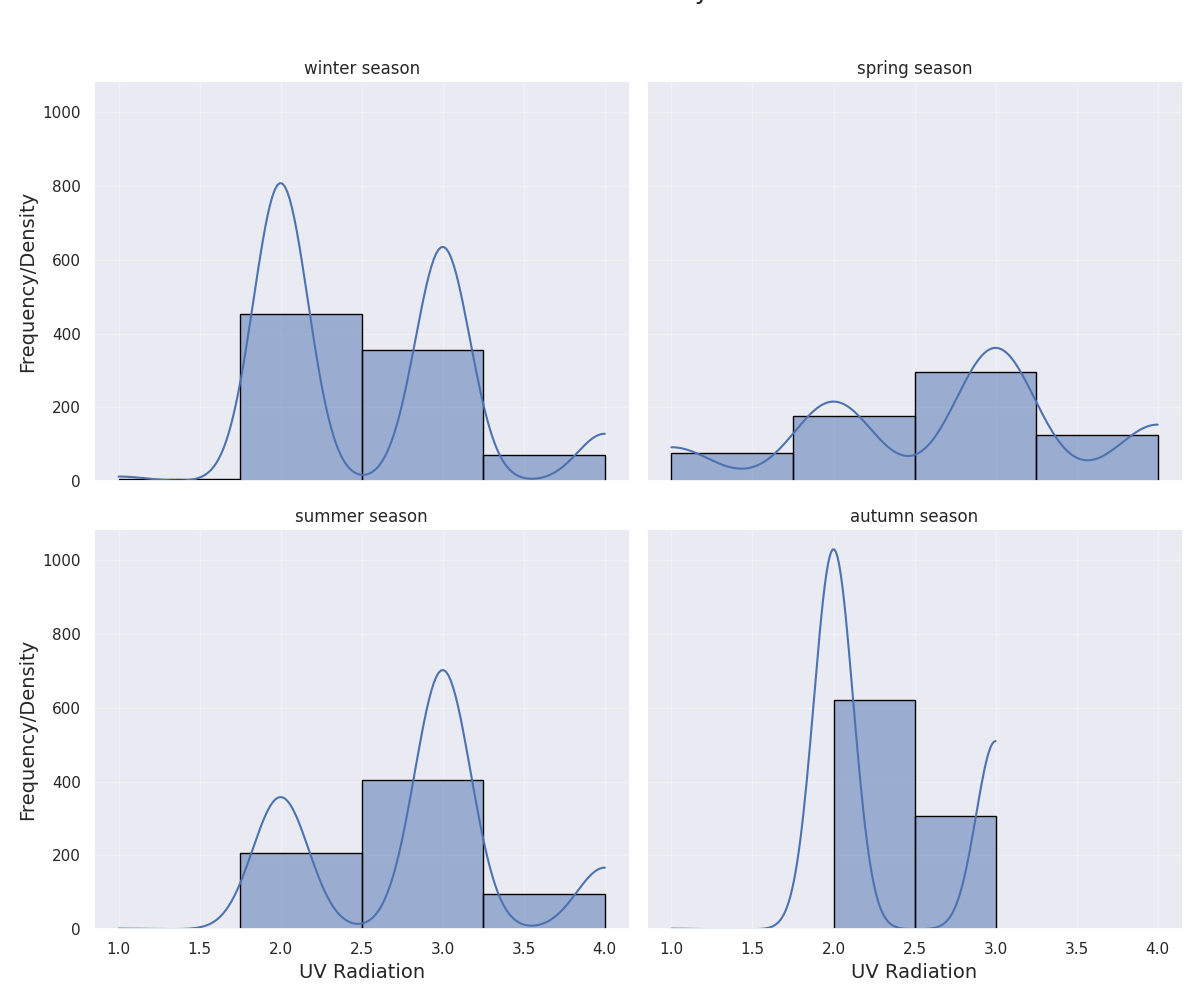 winter season
spring season
1000
800
600
400
200
0
Frequency/Density
summer season
autumn season
1000
800
600
400
200
0
Frequency/Density
1.0 1.5 2.0 2.5 3.0 3.5 4.0
1.0 1.5 2.0 2.5 3.0 3.5 4.0
UV Radiation
UV Radiation